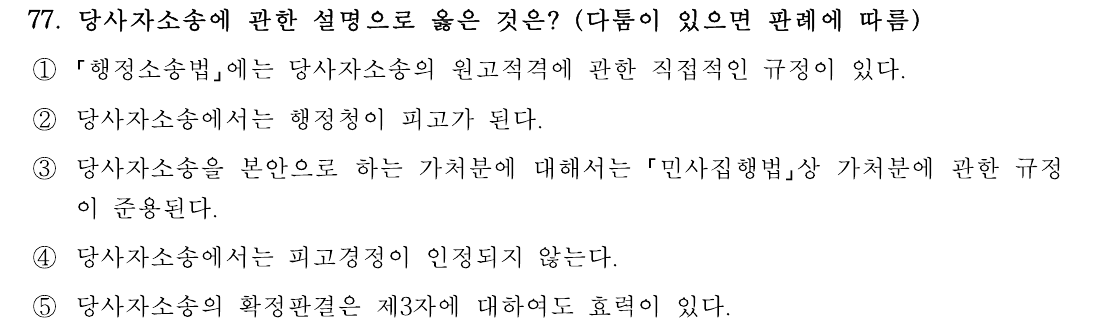 77. 당사자소송에 관한 설명으로 옳은 것은? (다툼이 있으면 판례에 따름)
① 「행정소송법」에는 당사자소송의 원고적격에 관한 직접적인 규정이 있다.
② 당사자소송에서는 행정청이 피고가 된다.
③ 당사자소송을 본안으로 하는 가처분에 대해서는 「민사집행법」상 가처분에 관한 규정
이 준용된다.
④ 당사자소송에서는 피고경정이 인정되지 않는다.
⑤ 당사자소송의 확정판결은 제3자에 대하여도 효력이 있다.